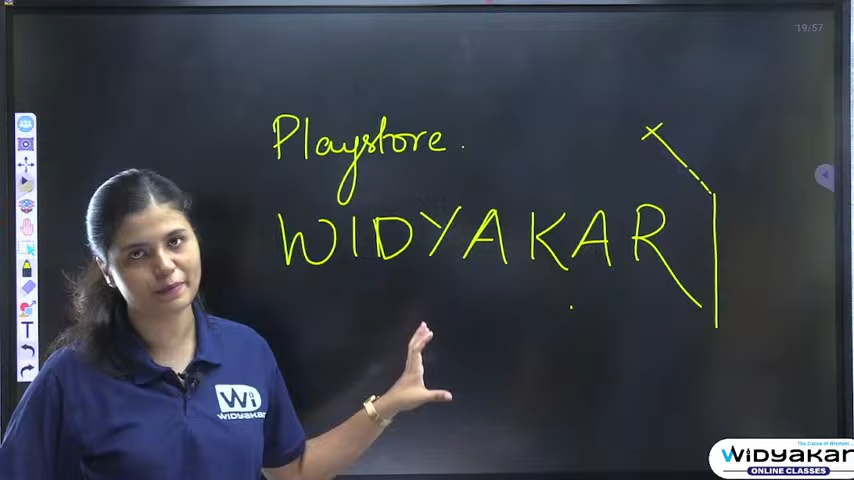 19/57
Playstore.
WIDYAKAR
Wi
WIDYAKAR
WIDYAKAR
ONLINE CLASSES